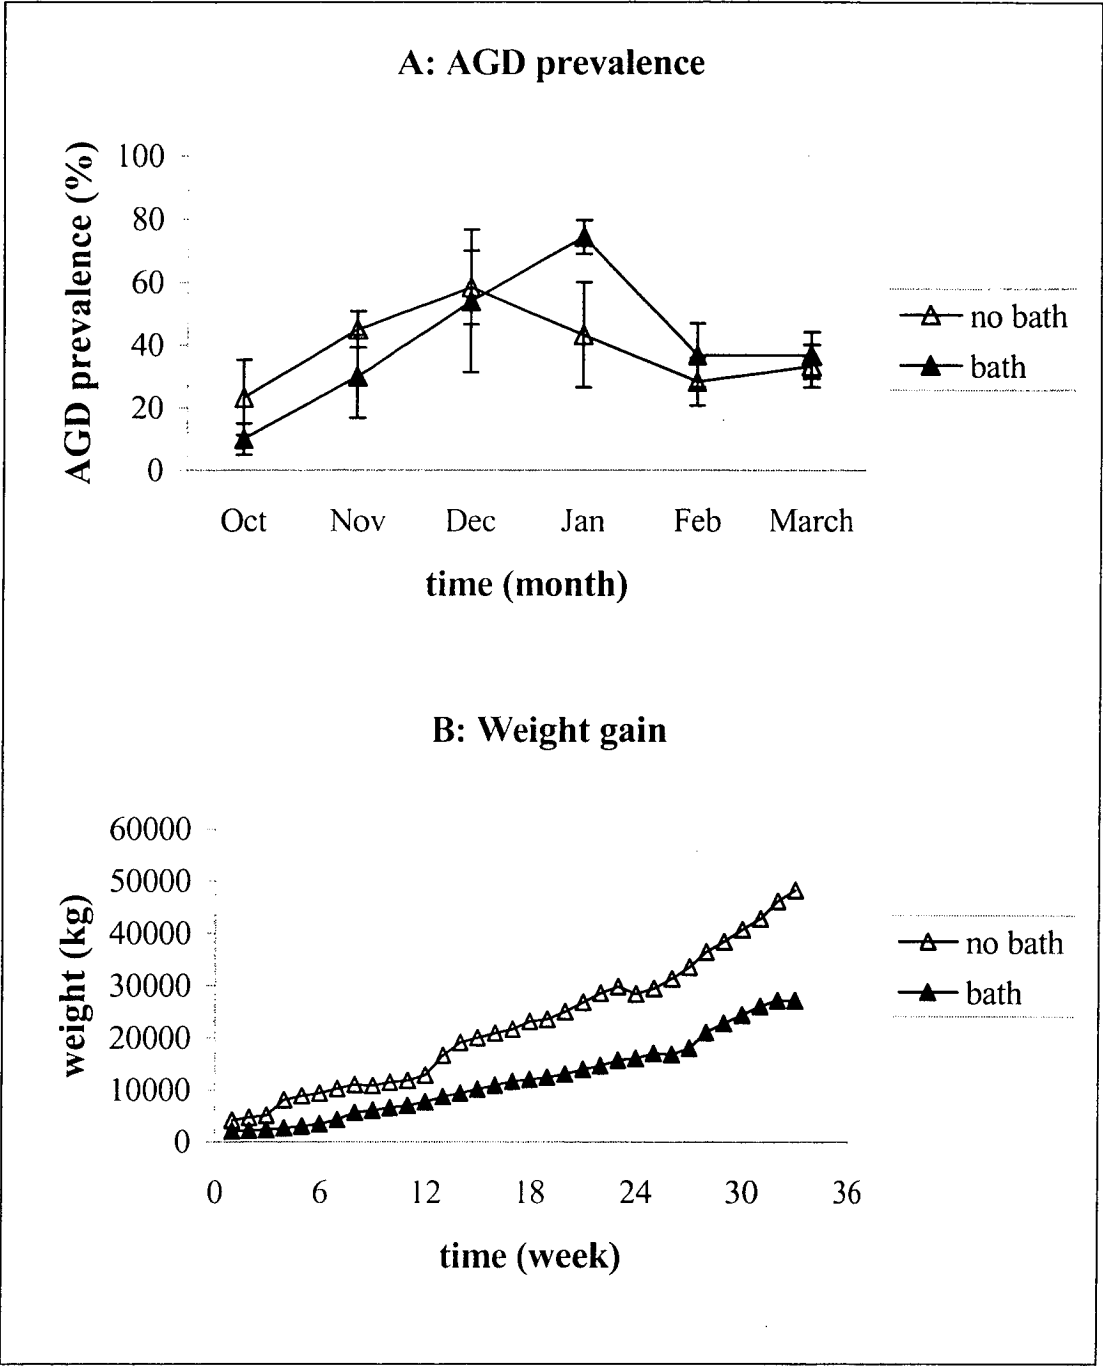 A: AGD prevalence
AGD prevalence (%)
100
80
60
40
20
0
Oct Nov Dec Jan Feb March
time (month)
no bath
bath
B: Weight gain
weight (kg)
60000
50000
40000
30000
20000
10000
0
0 6 12 18 24 30 36
time (week)
no bath
bath